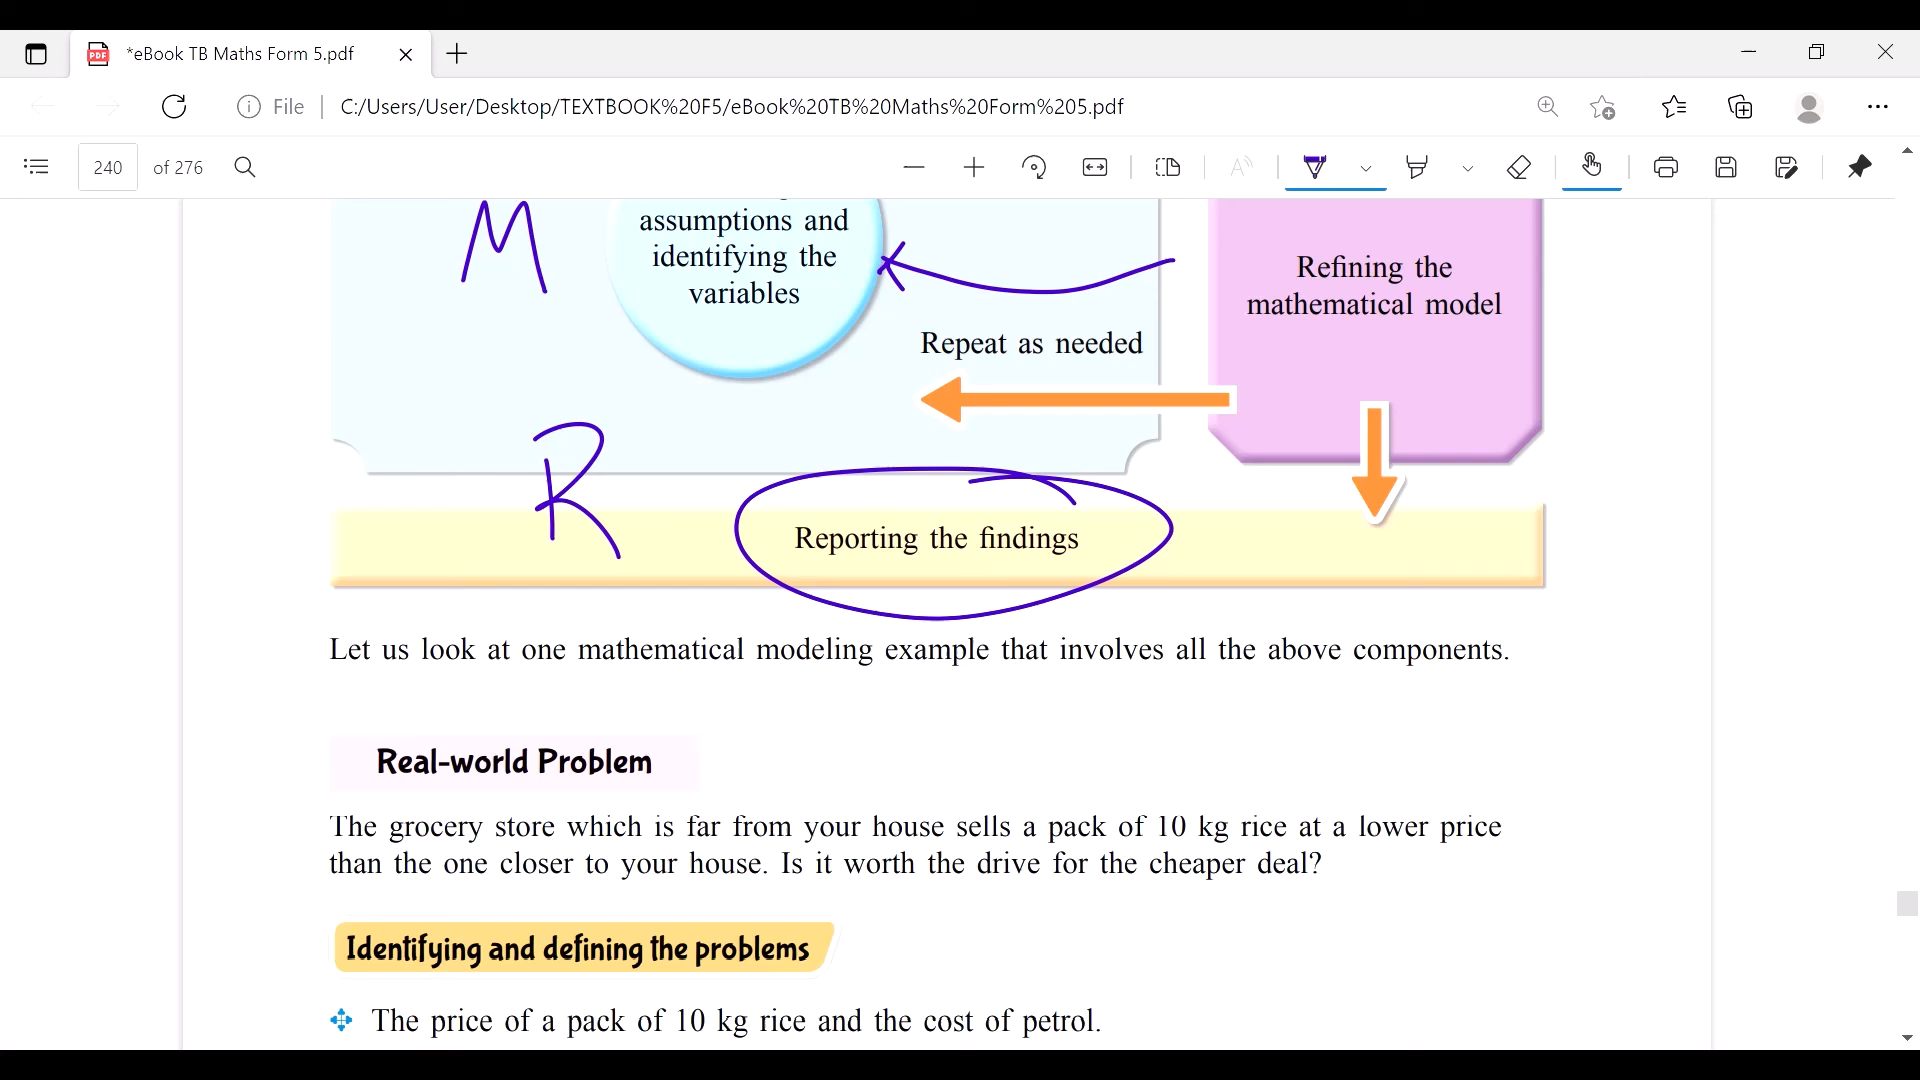 *eBook TB Maths Form 5.pdf
File
C:/Users/User/Desktop/TEXTBOOK%20F5/eBook%20TB%20Maths%20Form%205.pdf
240 of 276
M
assumptions and
identifying the
variables
Refining the
mathematical model
Repeat as needed
R
Reporting the findings
Let us look at one mathematical modeling example that involves all the above components.
Real-world Problem
The grocery store which is far from your house sells a pack of 10 kg rice at a lower price
than the one closer to your house. Is it worth the drive for the cheaper deal?
Identifying and defining the problems
The price of a pack of 10 kg rice and the cost of petrol.